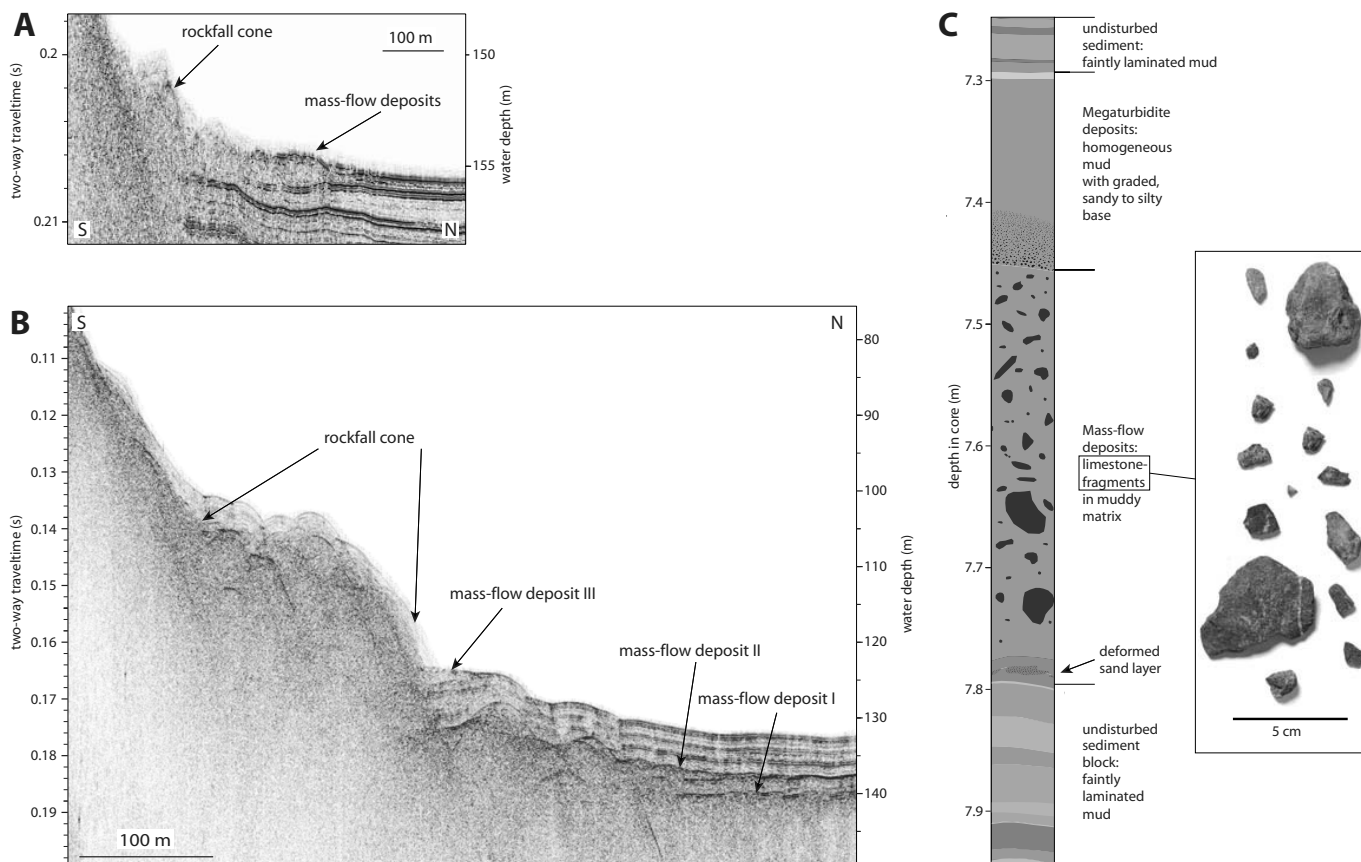 A
rockfall cone
100 m
mass-flow deposits
two-way traveltime (s)
0.2
0.21
150
155
water depth (m)
S
N
B
S
N
0.11
0.12
0.13
0.14
0.15
0.16
0.17
0.18
0.19
two-way traveltime (s)
80
90
100
110
120
130
140
water depth (m)
rockfall cone
mass-flow deposit III
mass-flow deposit II
mass-flow deposit I
100 m
C
depth in core (m)
7.3
7.4
7.5
7.6
7.7
7.8
7.9
undisturbed
sediment:
faintly laminated mud
Megaturbidite
deposits:
homogeneous
mud
with graded,
sandy to silty
base
Mass-flow
deposits:
limestone-
fragments
in muddy
matrix
deformed
sand layer
undisturbed
sediment
block:
faintly
laminated
mud
5 cm